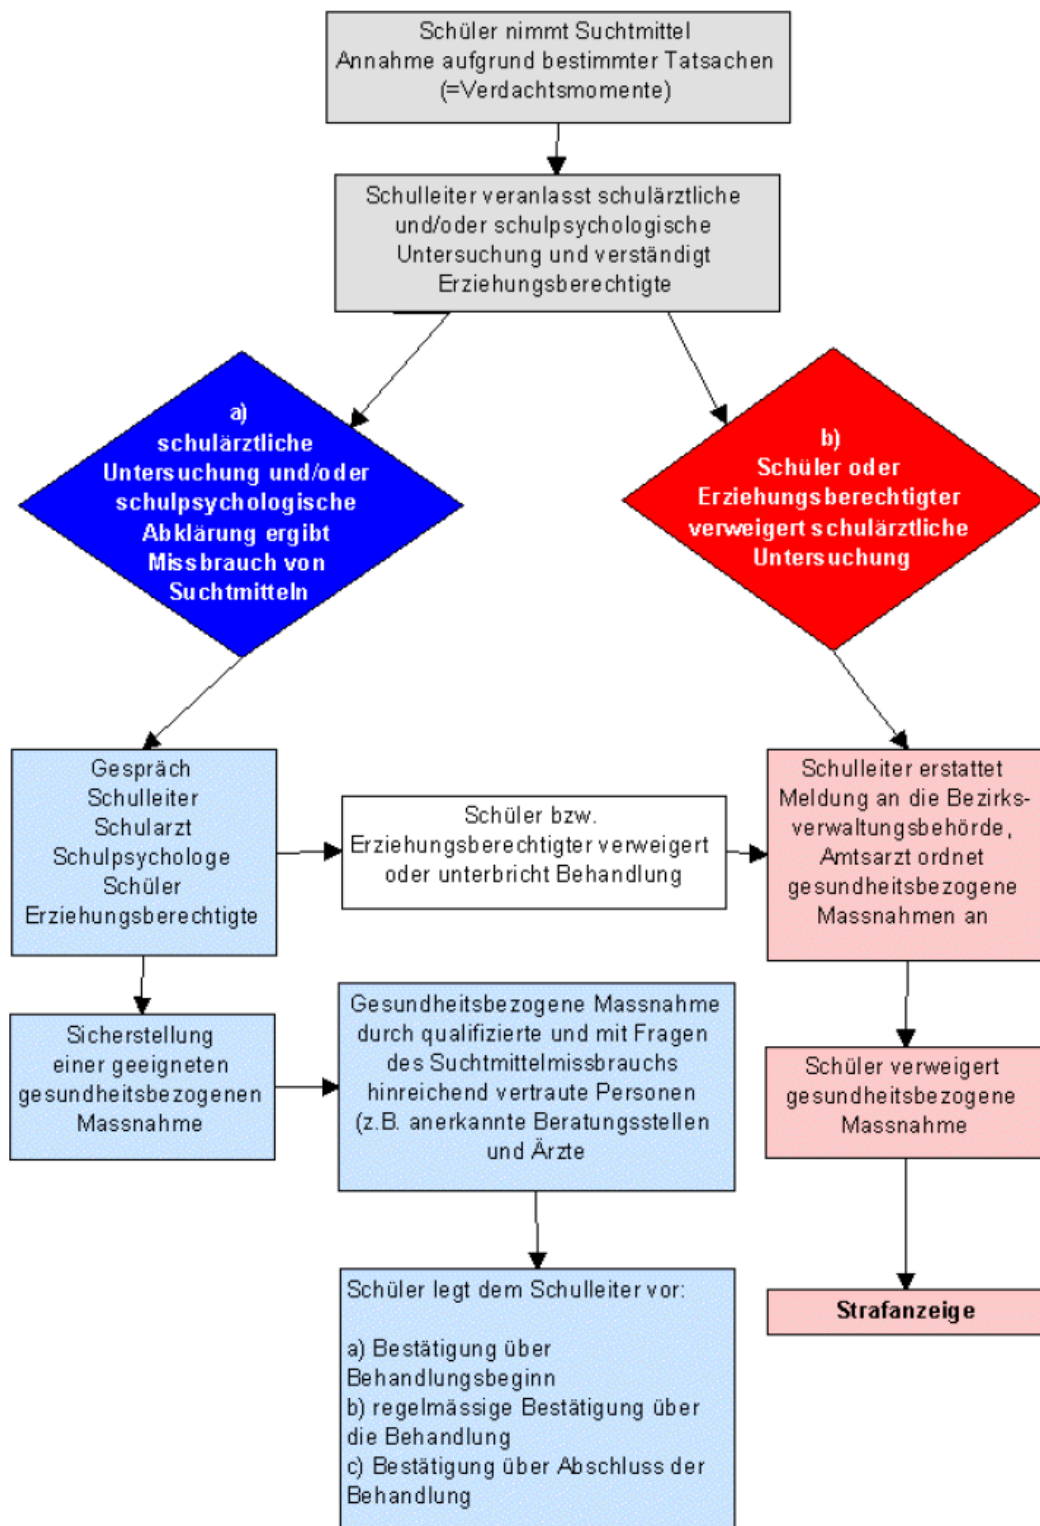 Schüler nimmt Suchtmittel
Annahme aufgrund bestimmter Tatsachen
(=Verdachtsmomente)
Schulleiter veranlasst schulärztliche
und/oder schulpsychologische
Untersuchung und verständigt
Erziehungsberechtigte
a)
schulärztliche
Untersuchung und/oder
schulpsychologische
Abklärung ergibt
Missbrauch von
Suchtmitteln
b)
Schüler oder
Erziehungsberechtigter
verweigert schulärztliche
Untersuchung
Gespräch
Schulleiter
Schularzt
Schulpsychologe
Schüler
Erziehungsberechtigte
Schüler bzw.
Erziehungsberechtigter verweigert
oder unterbricht Behandlung
Schulleiter erstattet
Meldung an die Bezirks-
verwaltungsbehörde,
Amtsarzt ordnet
gesundheitsbezogene
Massnahmen an
Sicherstellung
einer geeigneten
gesundheitsbezogenen
Massnahme
Gesundheitsbezogene Massnahme
durch qualifizierte und mit Fragen
des Suchtmittelmissbrauchs
hinreichend vertraute Personen
(z.B. anerkannte Beratungsstellen
und Ärzte
Schüler verweigert
gesundheitsbezogene
Massnahme
Strafanzeige
Schüler legt dem Schulleiter vor:
a) Bestätigung über
Behandlungsbeginn
b) regelmässige Bestätigung über
die Behandlung
c) Bestätigung über Abschluss der
Behandlung